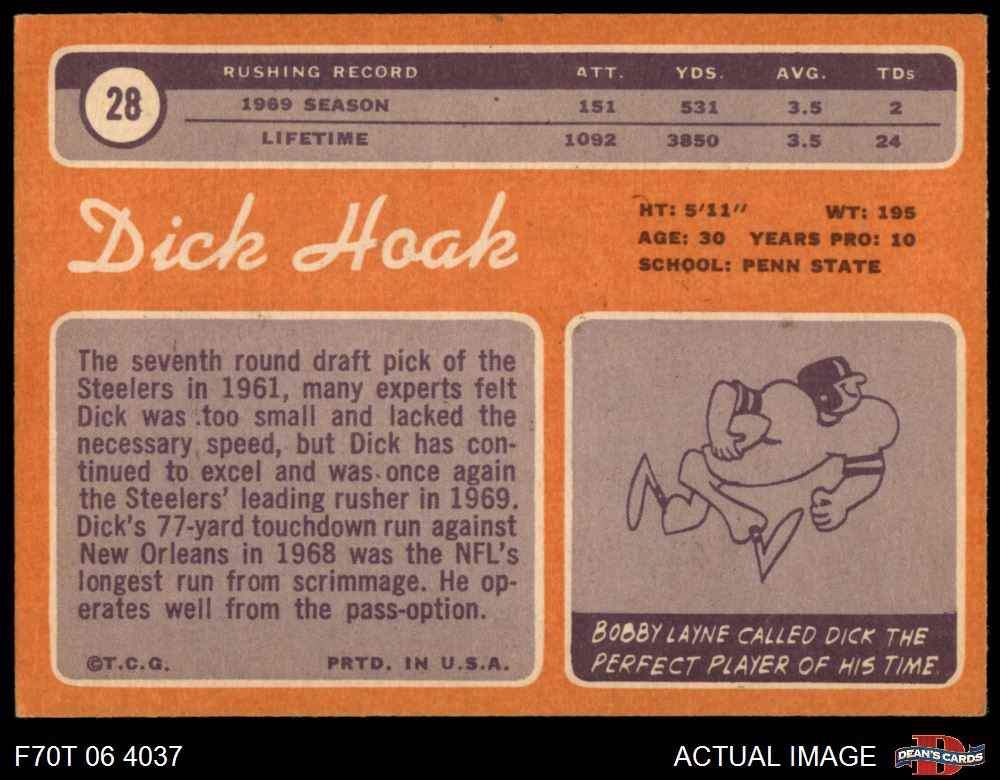 28
RUSHING RECORD ATT. YDS. AVG. TDs
1969 SEASON 151 531 3.5 2
LIFETIME 1092 3850 3.5 24
Dick Hoak
HT: 5'11" WT: 195
AGE: 30 YEARS PRO: 10
SCHOOL: PENN STATE
The seventh round draft pick of the
Steelers in 1961, many experts felt
Dick was too small and lacked the
necessary speed, but Dick has con-
tinued to excel and was once again
the Steelers' leading rusher in 1969.
Dick's 77-yard touchdown run against
New Orleans in 1968 was the NFL's
longest run from scrimmage. He op-
erates well from the pass-option.
©T.C.G. PRTD. IN U.S.A.
BOBBY LAYNE CALLED DICK THE
PERFECT PLAYER OF HIS TIME.
F70T 06 4037
ACTUAL IMAGE
D
DEAN'S CARDS